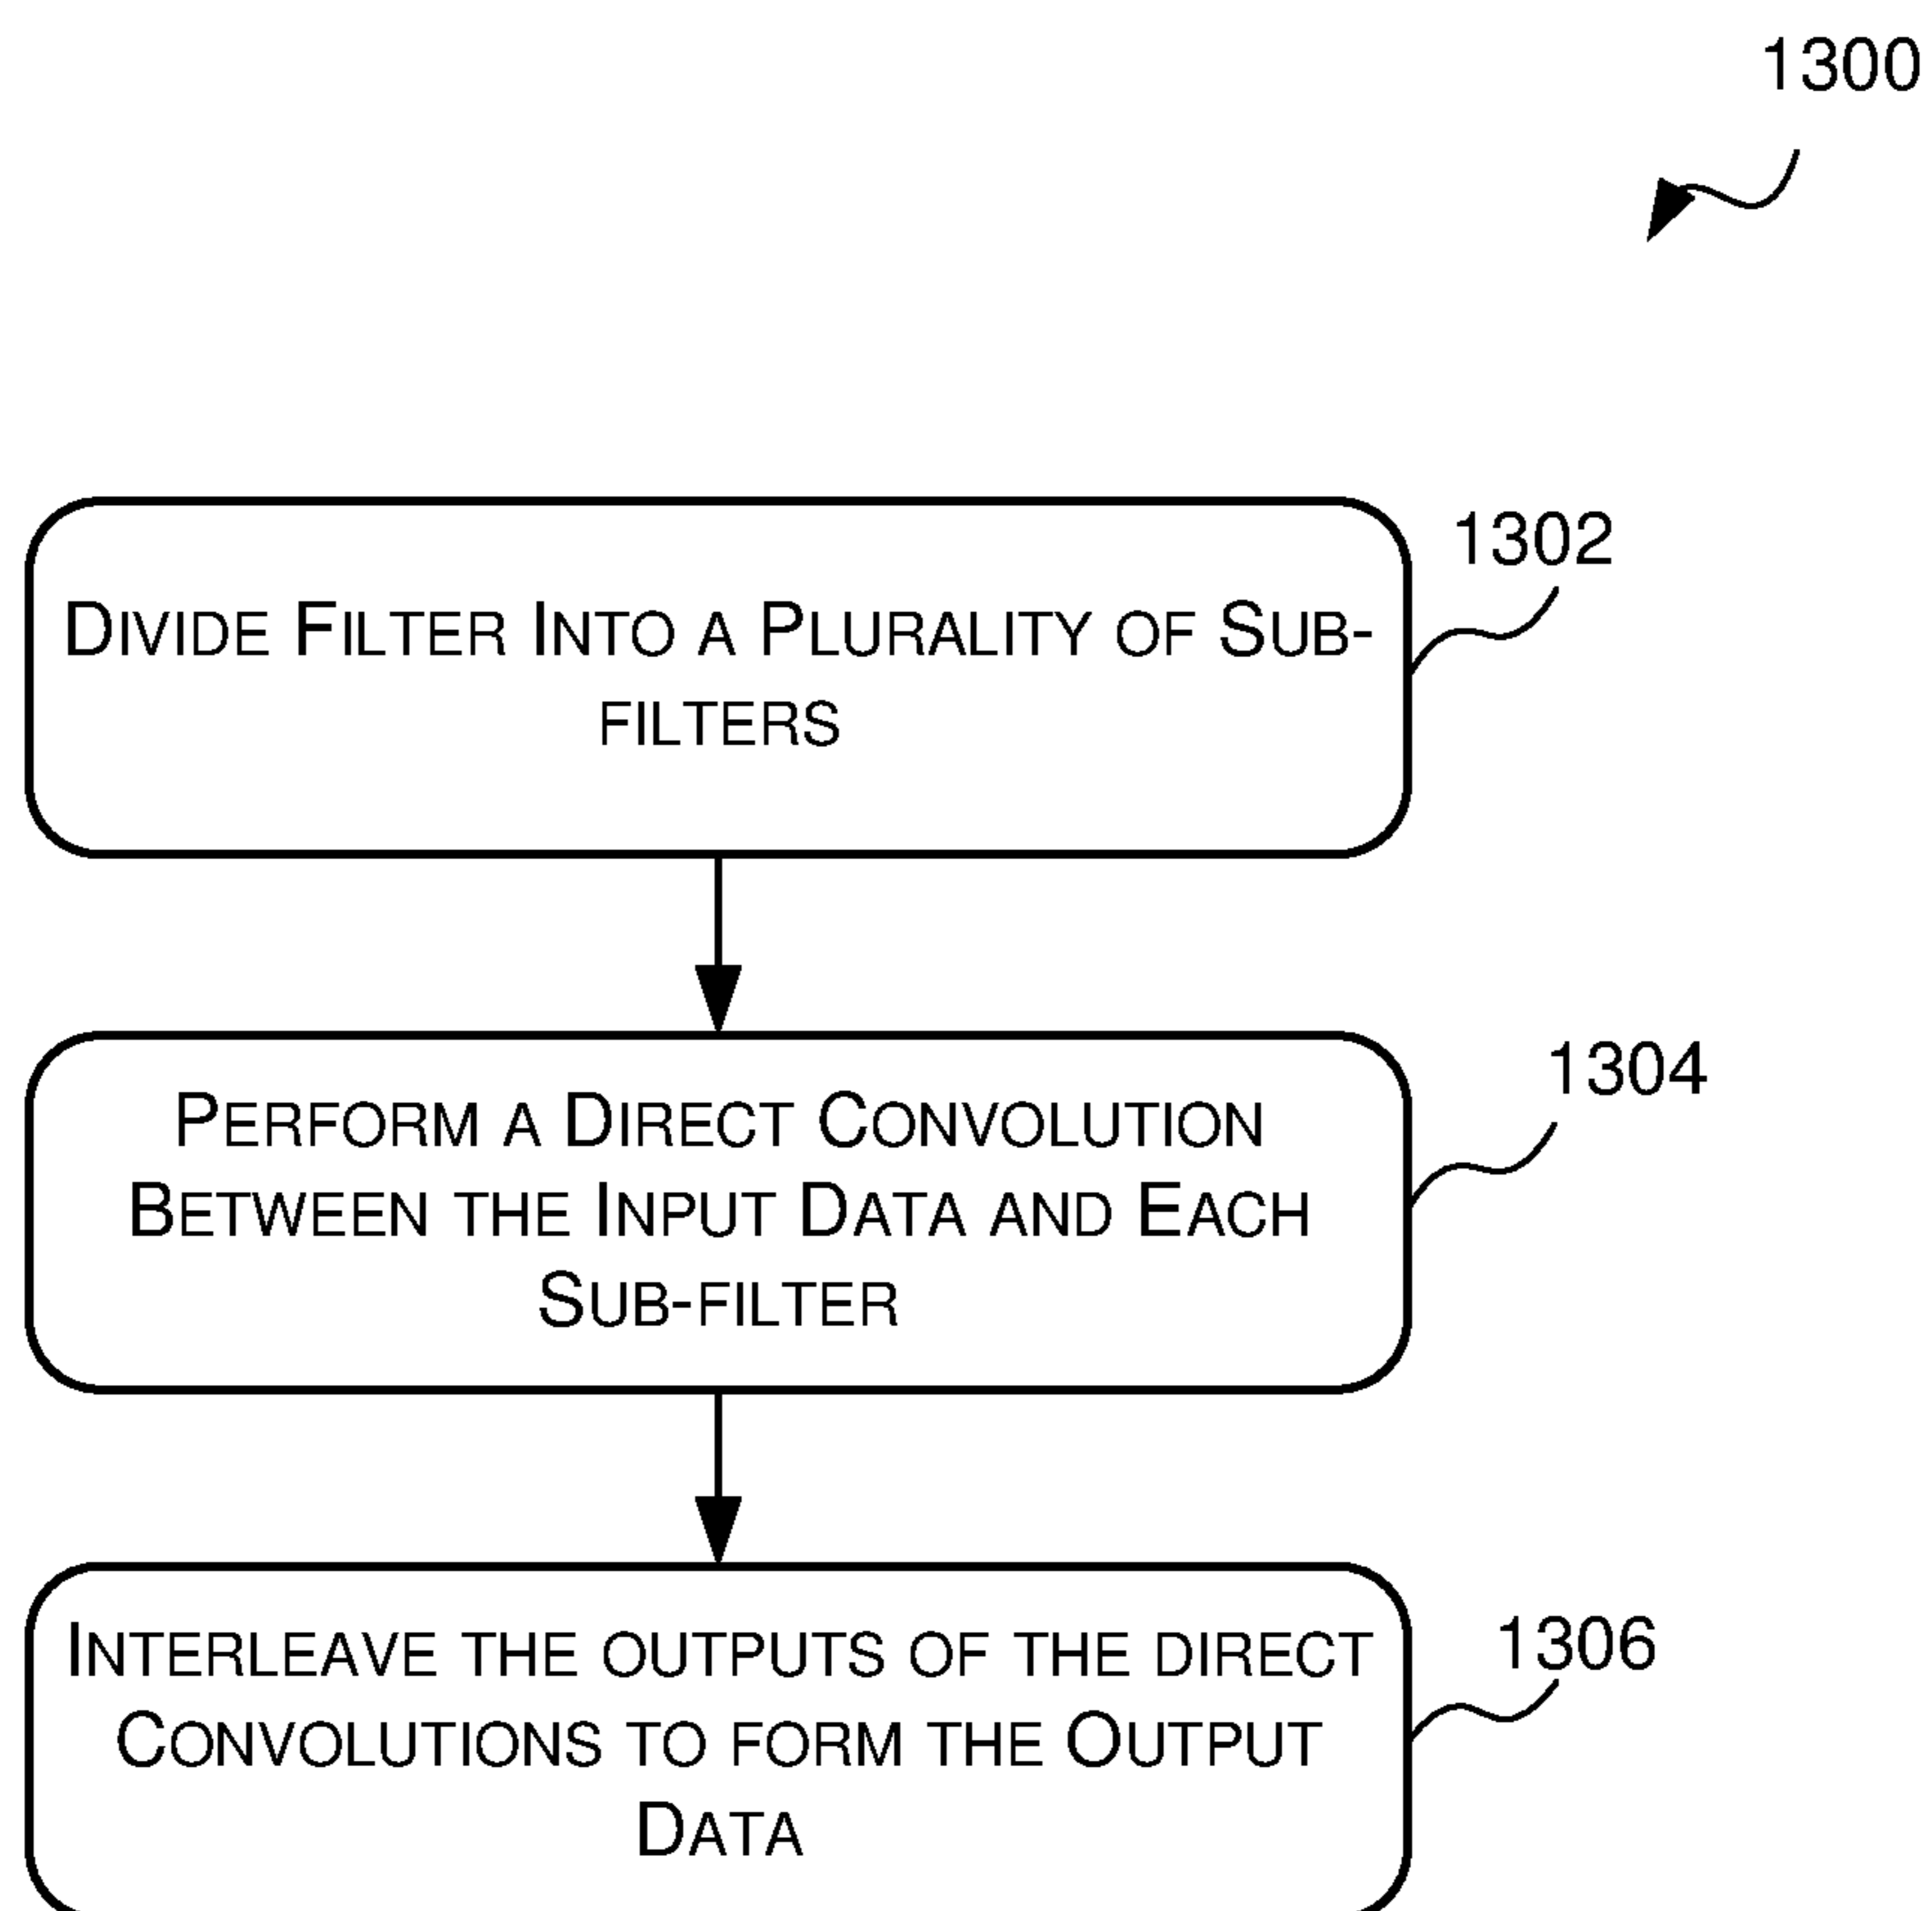 1300
1302
DIVIDE FILTER INTO A PLURALITY OF SUB-
FILTERS
1304
PERFORM A DIRECT CONVOLUTION
BETWEEN THE INPUT DATA AND EACH
SUB-FILTER
1306
INTERLEAVE THE OUTPUTS OF THE DIRECT
CONVOLUTIONS TO FORM THE OUTPUT
DATA